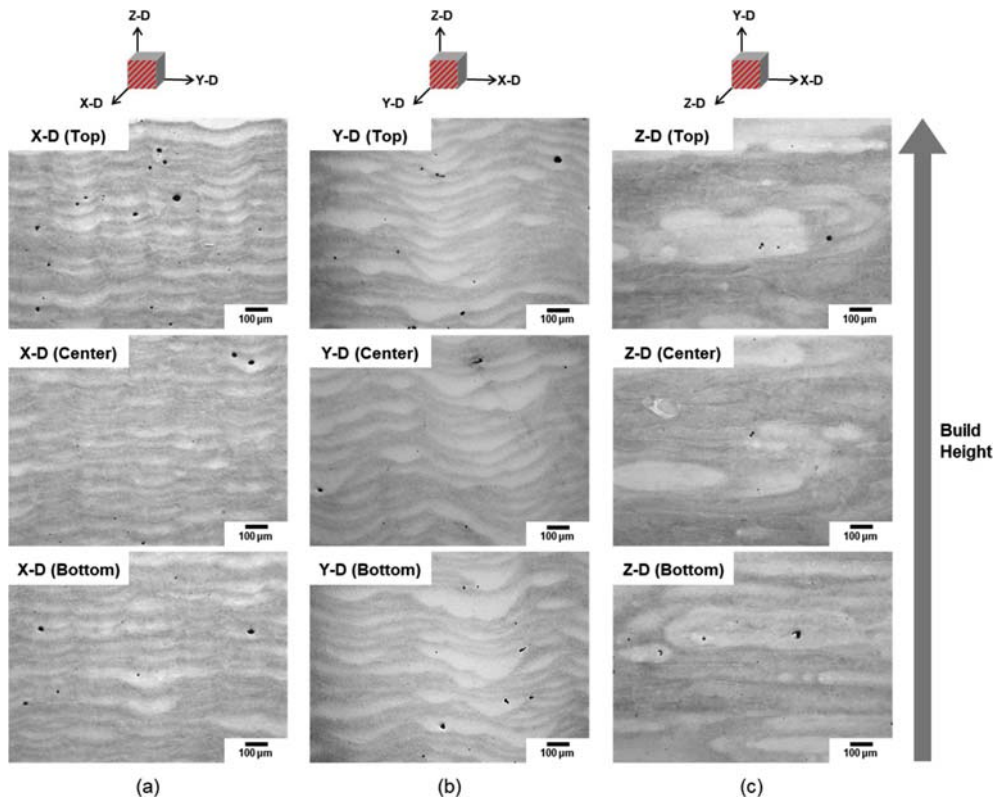 Z-D
Y-D
X-D
Z-D
X-D
Y-D
Y-D
X-D
Z-D
X-D (Top)
100 µm
Y-D (Top)
100 µm
Z-D (Top)
100 µm
X-D (Center)
100 µm
Y-D (Center)
100 µm
Z-D (Center)
100 µm
X-D (Bottom)
100 µm
Y-D (Bottom)
100 µm
Z-D (Bottom)
100 µm
Build
Height
(a)
(b)
(c)